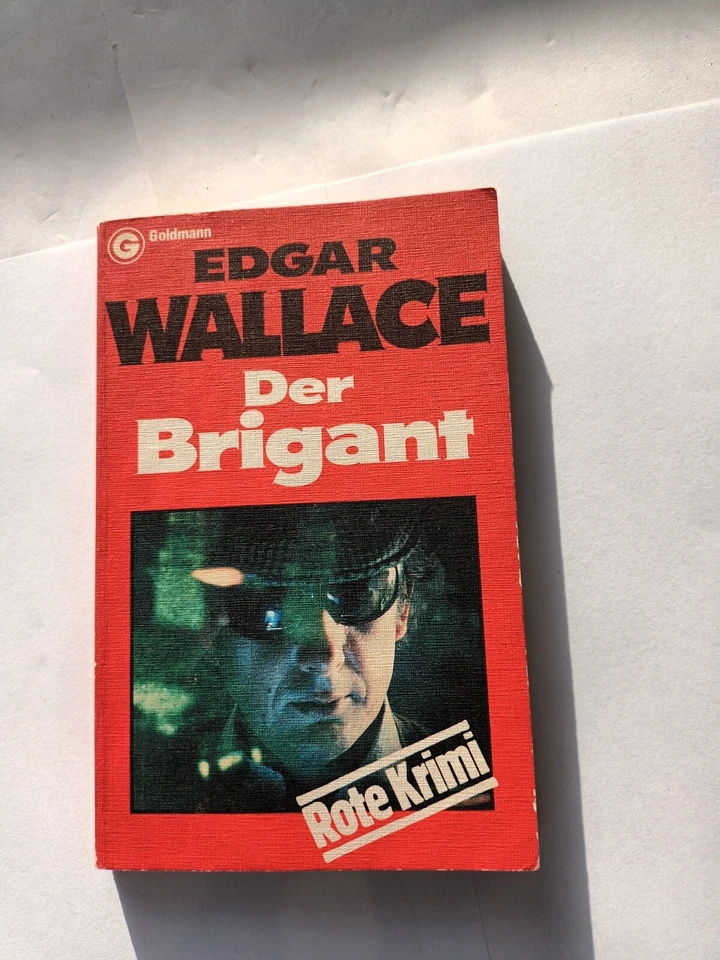 G Goldmann
EDGAR
WALLACE
Der
Brigant
Rote Krimi